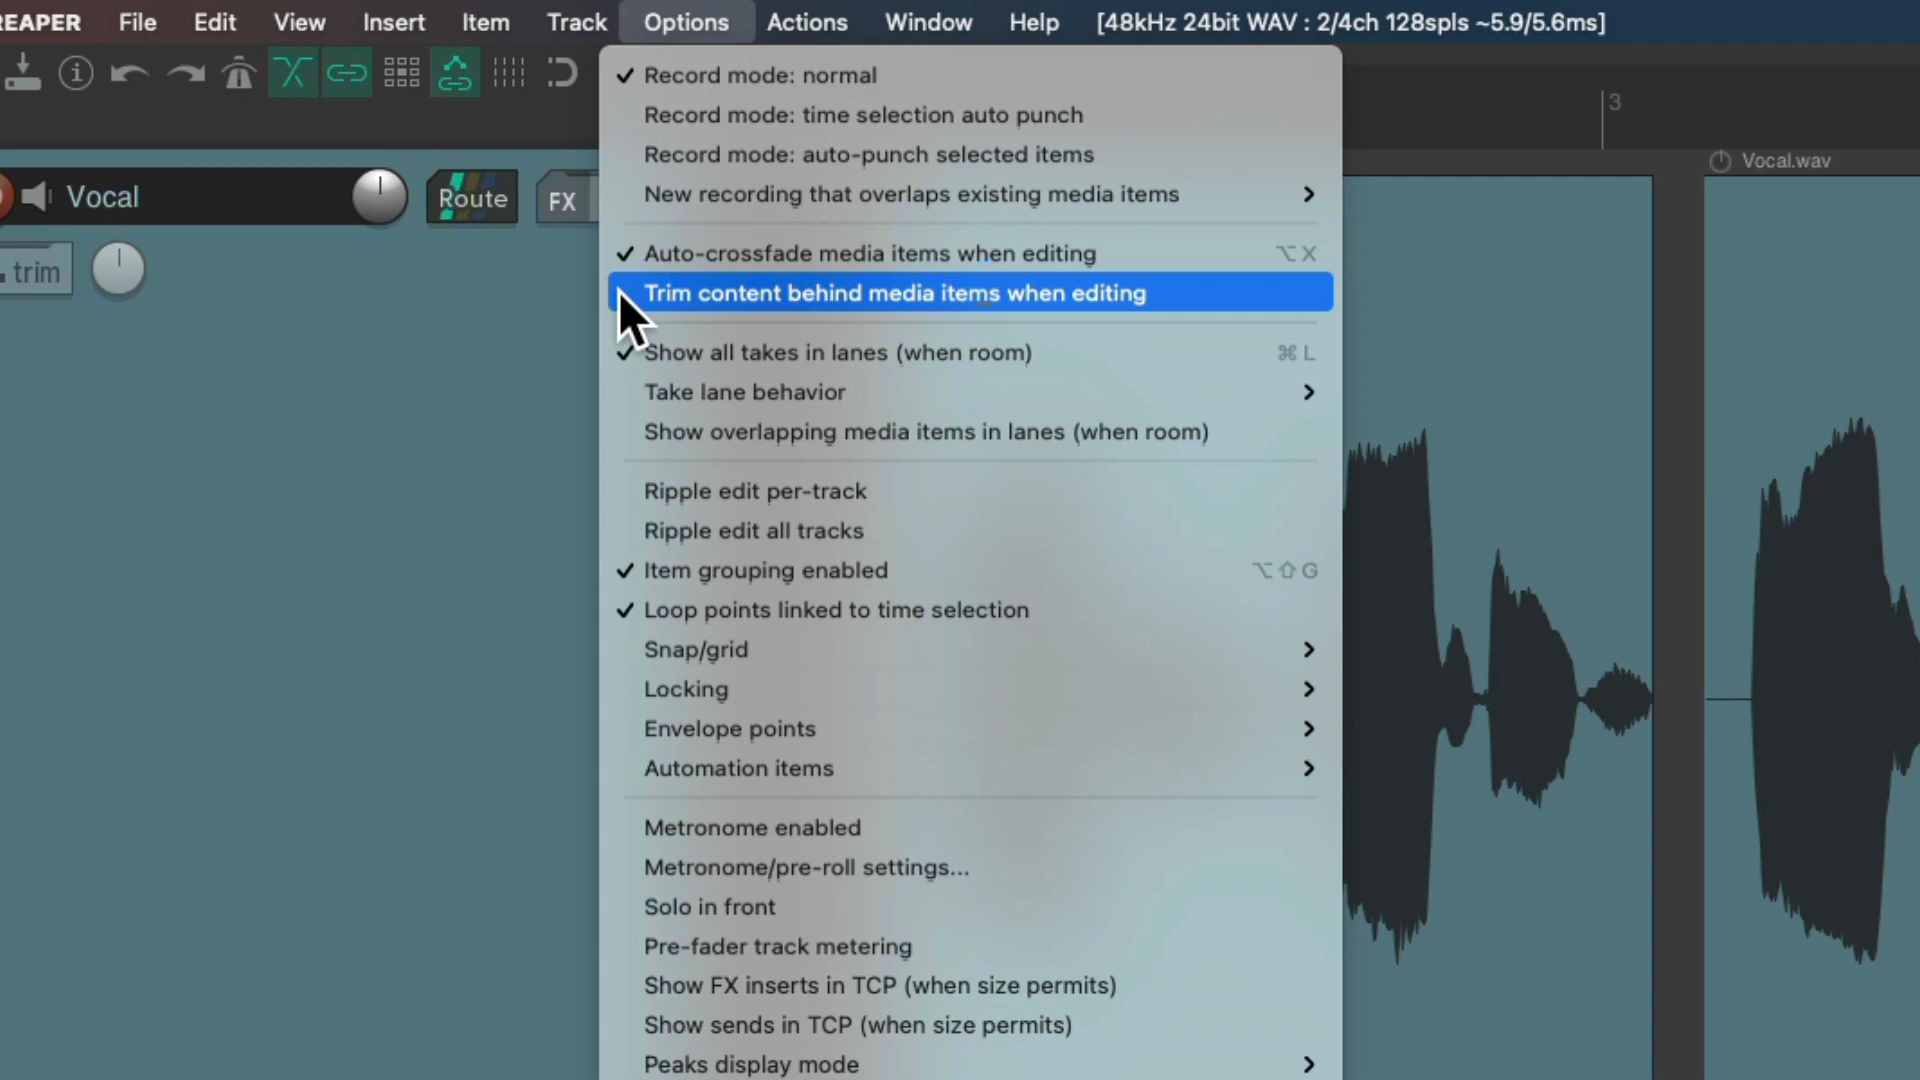 REAPER File Edit View Insert Item Track Options Actions Window Help [48kHz 24bit WAV : 2/4ch 128spls ~5.9/5.6ms]
Record mode: normal
Record mode: time selection auto punch
3
Record mode: auto-punch selected items
Vocal.wav
New recording that overlaps existing media items
Vocal Route FX
Auto-crossfade media items when editing ⌥X
trim
Trim content behind media items when editing
Show all takes in lanes (when room) ⌘L
Take lane behavior
Show overlapping media items in lanes (when room)
Ripple edit per-track
Ripple edit all tracks
Item grouping enabled ⌥⇧G
Loop points linked to time selection
Snap/grid
Locking
Envelope points
Automation items
Metronome enabled
Metronome/pre-roll settings...
Solo in front
Pre-fader track metering
Show FX inserts in TCP (when size permits)
Show sends in TCP (when size permits)
Peaks display mode